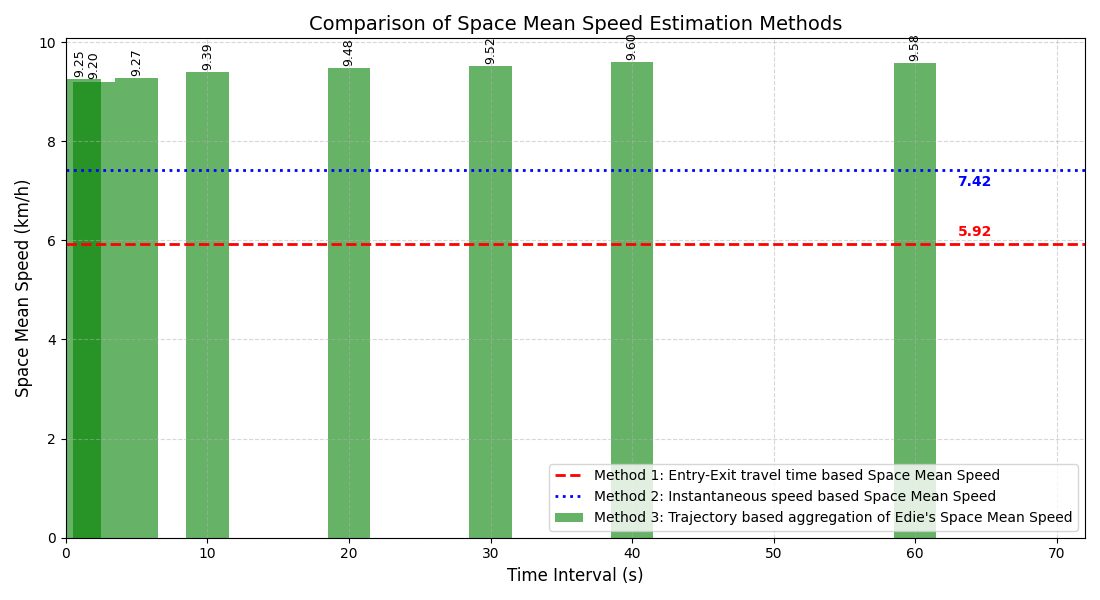 Comparison of Space Mean Speed Estimation Methods
10
8
6
4
2
0
Space Mean Speed (km/h)
9.25
9.20
9.27
9.39
9.48
9.52
9.60
9.58
7.42
5.92
Method 1: Entry-Exit travel time based Space Mean Speed
Method 2: Instantaneous speed based Space Mean Speed
Method 3: Trajectory based aggregation of Edie's Space Mean Speed
0 10 20 30 40 50 60 70
Time Interval (s)